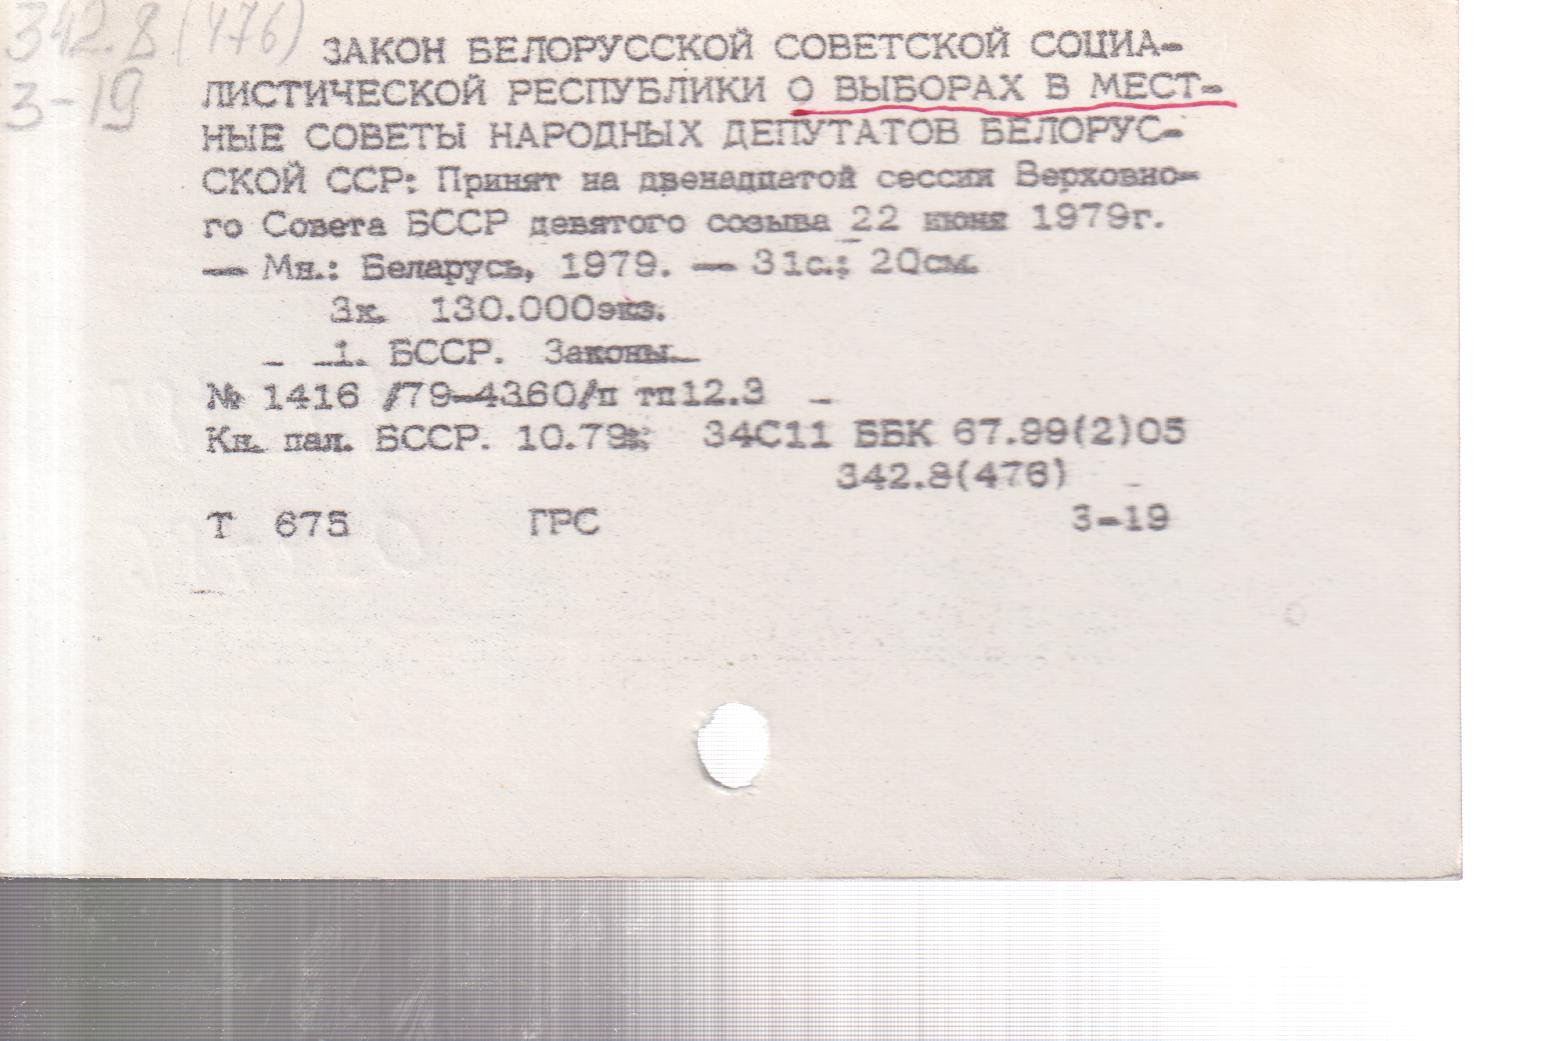 342.8(476)
З-19
ЗАКОН БЕЛОРУССКОЙ СОВЕТСКОЙ СОЦИА-
ЛИСТИЧЕСКОЙ РЕСПУБЛИКИ О ВЫБОРАХ В МЕСТ-
НЫЕ СОВЕТЫ НАРОДНЫХ ДЕПУТАТОВ БЕЛОРУС-
СКОЙ ССР: Принят на двенадцатой сессии Верховно-
го Совета БССР девятого созыва 22 июня 1979г.
— Мн.: Беларусь, 1979. — 31с.; 20см.
3к. 130.000экз.
1. БССР. Законы.
№ 1416 /79-4360/п тп12.3
Кн. пал. БССР. 10.79 34С11 ББК 67.99(2)05
342.8(476)
Т 675 ГРС З-19